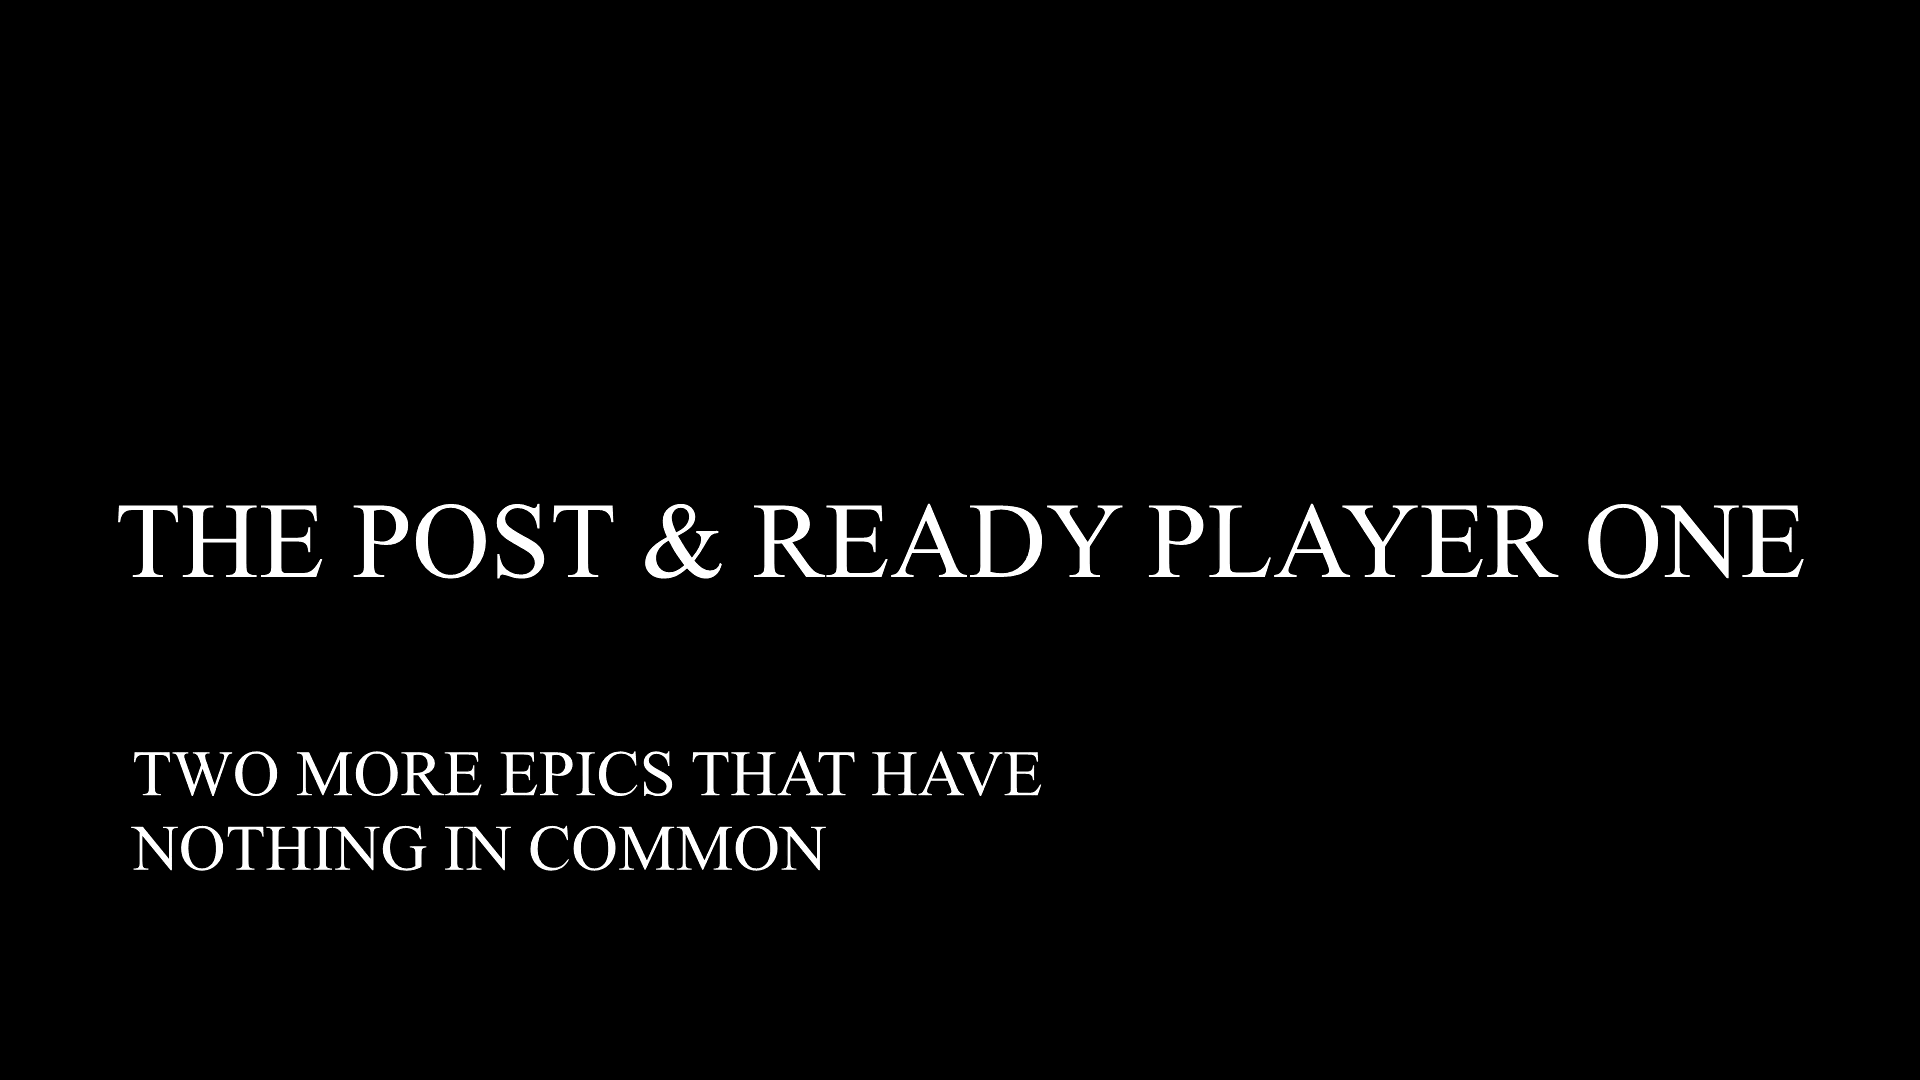 THE POST & READY PLAYER ONE
TWO MORE EPICS THAT HAVE
NOTHING IN COMMON